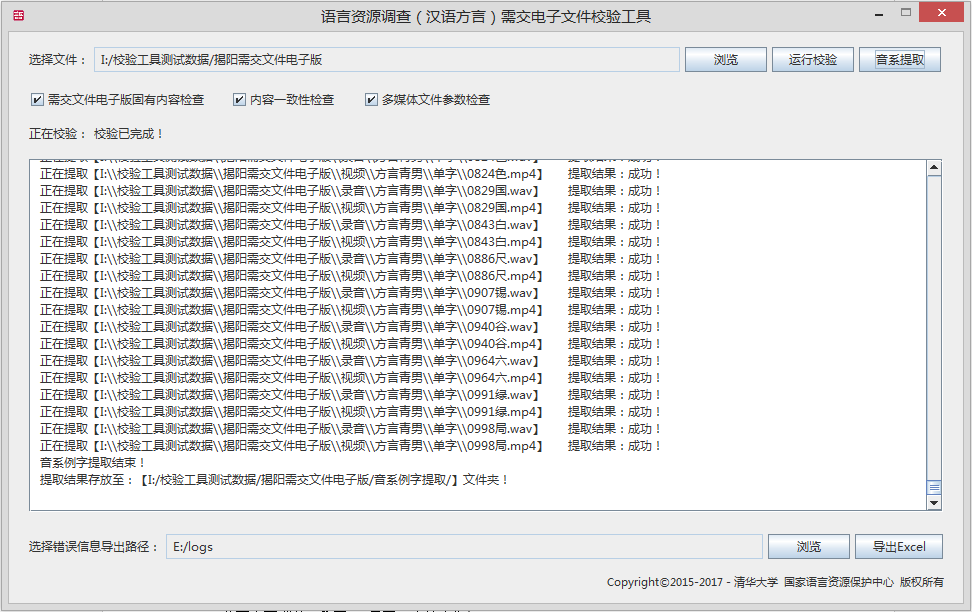 语言资源调查（汉语方言）需交电子文件校验工具
选择文件： I:/校验工具测试数据/揭阳需交文件电子版 浏览 运行校验 音系提取
需交文件电子版固有内容检查 内容一致性检查 多媒体文件参数检查
正在校验： 校验已完成！
正在提取【I:\\校验工具测试数据\\揭阳需交文件电子版\\录音\\方言青男\\单字\\0824色.wav】 提取结果：成功！
正在提取【I:\\校验工具测试数据\\揭阳需交文件电子版\\视频\\方言青男\\单字\\0824色.mp4】 提取结果：成功！
正在提取【I:\\校验工具测试数据\\揭阳需交文件电子版\\录音\\方言青男\\单字\\0829国.wav】 提取结果：成功！
正在提取【I:\\校验工具测试数据\\揭阳需交文件电子版\\视频\\方言青男\\单字\\0829国.mp4】 提取结果：成功！
正在提取【I:\\校验工具测试数据\\揭阳需交文件电子版\\录音\\方言青男\\单字\\0843白.wav】 提取结果：成功！
正在提取【I:\\校验工具测试数据\\揭阳需交文件电子版\\视频\\方言青男\\单字\\0843白.mp4】 提取结果：成功！
正在提取【I:\\校验工具测试数据\\揭阳需交文件电子版\\录音\\方言青男\\单字\\0886尺.wav】 提取结果：成功！
正在提取【I:\\校验工具测试数据\\揭阳需交文件电子版\\视频\\方言青男\\单字\\0886尺.mp4】 提取结果：成功！
正在提取【I:\\校验工具测试数据\\揭阳需交文件电子版\\录音\\方言青男\\单字\\0907锡.wav】 提取结果：成功！
正在提取【I:\\校验工具测试数据\\揭阳需交文件电子版\\视频\\方言青男\\单字\\0907锡.mp4】 提取结果：成功！
正在提取【I:\\校验工具测试数据\\揭阳需交文件电子版\\录音\\方言青男\\单字\\0940谷.wav】 提取结果：成功！
正在提取【I:\\校验工具测试数据\\揭阳需交文件电子版\\视频\\方言青男\\单字\\0940谷.mp4】 提取结果：成功！
正在提取【I:\\校验工具测试数据\\揭阳需交文件电子版\\录音\\方言青男\\单字\\0964六.wav】 提取结果：成功！
正在提取【I:\\校验工具测试数据\\揭阳需交文件电子版\\视频\\方言青男\\单字\\0964六.mp4】 提取结果：成功！
正在提取【I:\\校验工具测试数据\\揭阳需交文件电子版\\录音\\方言青男\\单字\\0991绿.wav】 提取结果：成功！
正在提取【I:\\校验工具测试数据\\揭阳需交文件电子版\\视频\\方言青男\\单字\\0991绿.mp4】 提取结果：成功！
正在提取【I:\\校验工具测试数据\\揭阳需交文件电子版\\录音\\方言青男\\单字\\0998局.wav】 提取结果：成功！
正在提取【I:\\校验工具测试数据\\揭阳需交文件电子版\\视频\\方言青男\\单字\\0998局.mp4】 提取结果：成功！
音系例字提取结束！
提取结果存放至：【I:/校验工具测试数据/揭阳需交文件电子版/音系例字提取/】文件夹！
选择错误信息导出路径： E:/logs 浏览 导出Excel
Copyright©2015-2017 - 清华大学 国家语言资源保护中心 版权所有